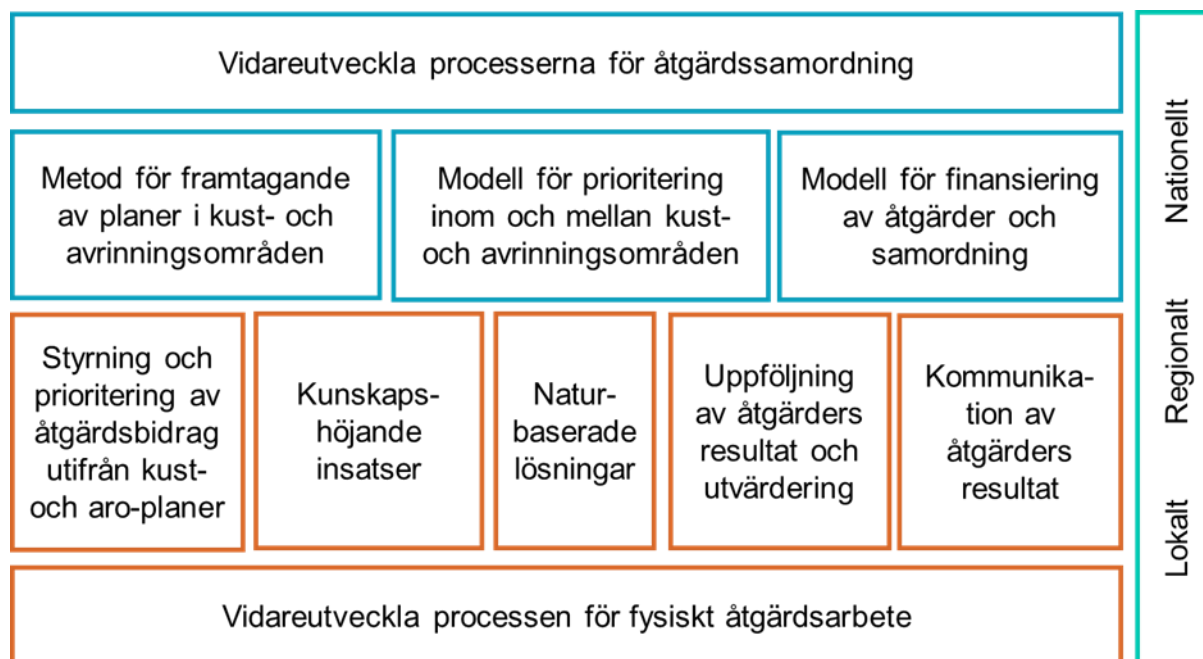 Vidareutveckla processerna för åtgärdssamordning
Metod för framtagande
av planer i kust- och
avrinningsområden
Modell för prioritering
inom och mellan kust-
och avrinningsområden
Modell för finansiering
av åtgärder och
samordning
Styrning och
prioritering av
åtgärdsbidrag
utifrån kust-
och aro-planer
Kunskaps-
höjande
insatser
Natur-
baserade
lösningar
Uppföljning
av åtgärders
resultat och
utvärdering
Kommunika-
tion av
åtgärders
resultat
Vidareutveckla processen för fysiskt åtgärdsarbete
Nationellt
Regionalt
Lokalt